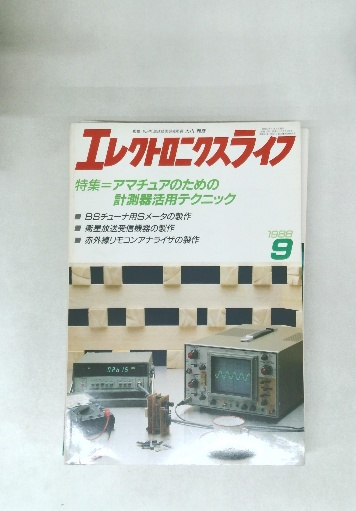 エレクトロニクスライフ
特集=アマチュアのための
計測器活用テクニック
■ BSチューナ用Sメータの製作
■ 衛星放送受信機器の製作
■ 赤外線リモコンアナライザの製作
1988
9